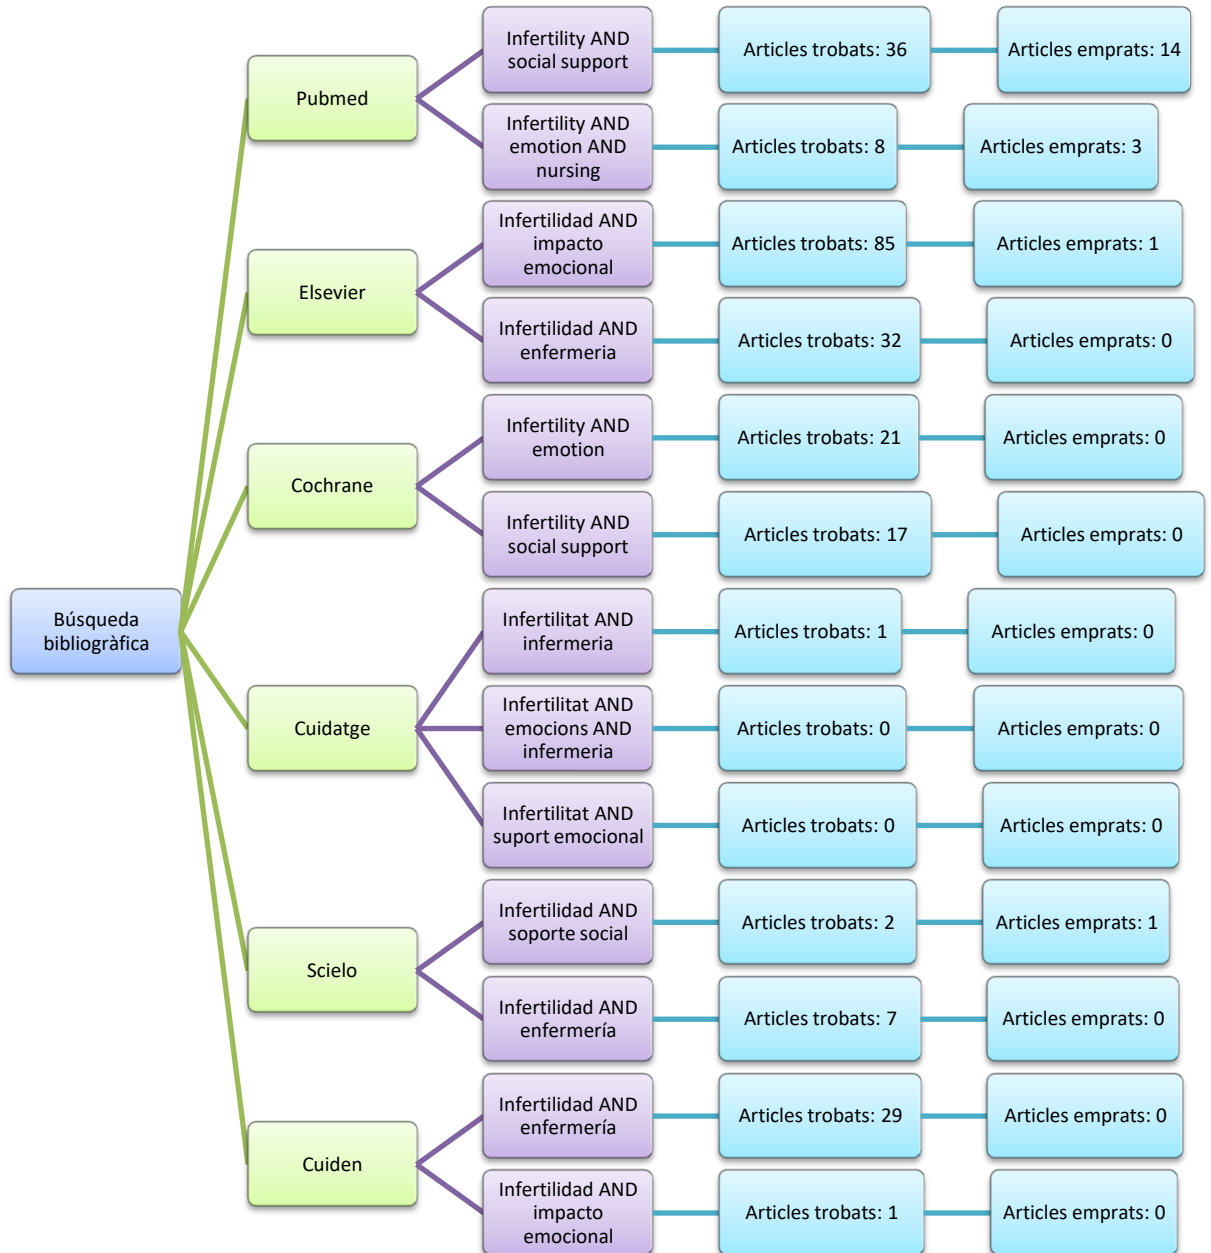 Búsqueda
bibliogràfica
Pubmed
Infertility AND
social support
Articles trobats: 36
Articles emprats: 14
Infertility AND
emotion AND
nursing
Articles trobats: 8
Articles emprats: 3
Elsevier
Infertilidad AND
impacto
emocional
Articles trobats: 85
Articles emprats: 1
Infertilidad AND
enfermeria
Articles trobats: 32
Articles emprats: 0
Cochrane
Infertility AND
emotion
Articles trobats: 21
Articles emprats: 0
Infertility AND
social support
Articles trobats: 17
Articles emprats: 0
Cuidatge
Infertilitat AND
infermeria
Articles trobats: 1
Articles emprats: 0
Infertilitat AND
emocions AND
infermeria
Articles trobats: 0
Articles emprats: 0
Infertilitat AND
suport emocional
Articles trobats: 0
Articles emprats: 0
Scielo
Infertilidad AND
soporte social
Articles trobats: 2
Articles emprats: 1
Infertilidad AND
enfermería
Articles trobats: 7
Articles emprats: 0
Cuiden
Infertilidad AND
enfermería
Articles trobats: 29
Articles emprats: 0
Infertilidad AND
impacto
emocional
Articles trobats: 1
Articles emprats: 0